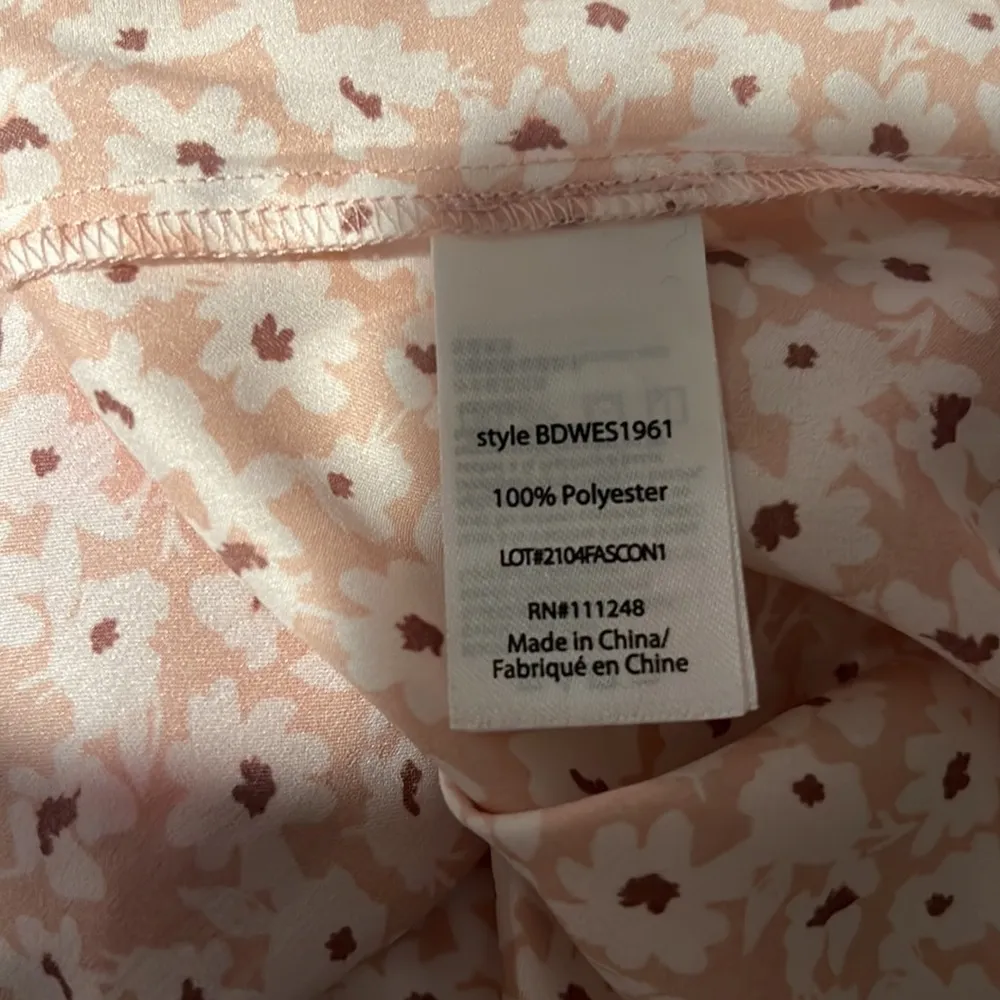 style BDWES1961
100% Polyester
LOT#2104FASCON1
RN#111248
Made in China/
Fabriqué en Chine